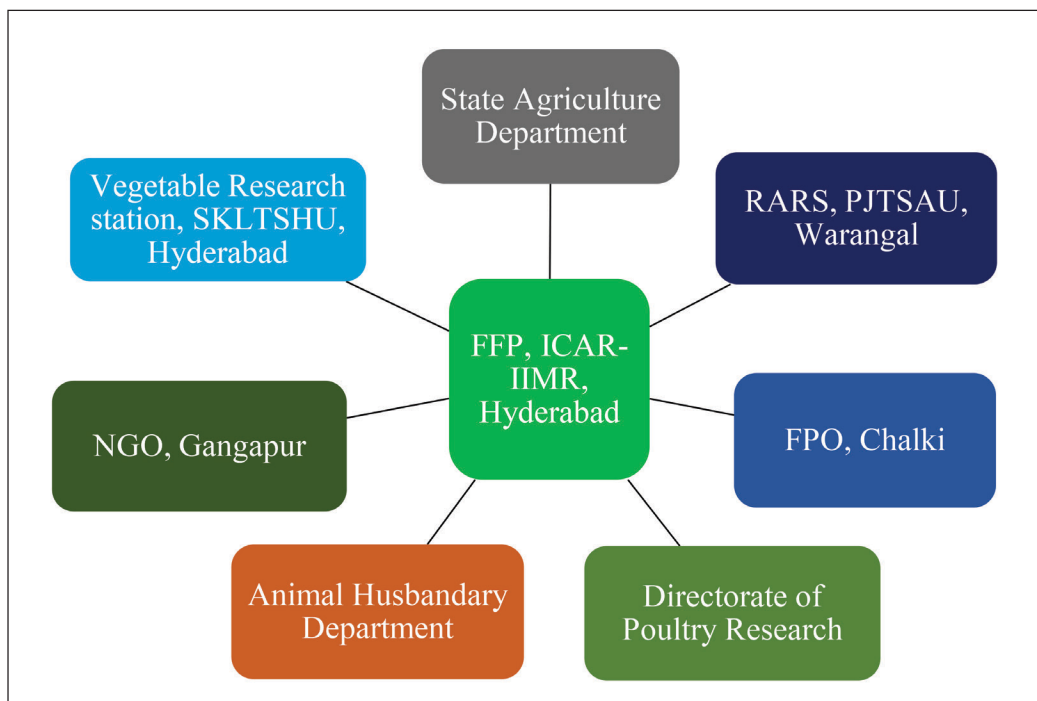 State Agriculture
Department
Vegetable Research
station, SKLTSHU,
Hyderabad
RARS, PJTSAU,
Warangal
FFP, ICAR-
IIMR,
Hyderabad
NGO, Gangapur
FPO, Chalki
Animal Husbandary
Department
Directorate of
Poultry Research